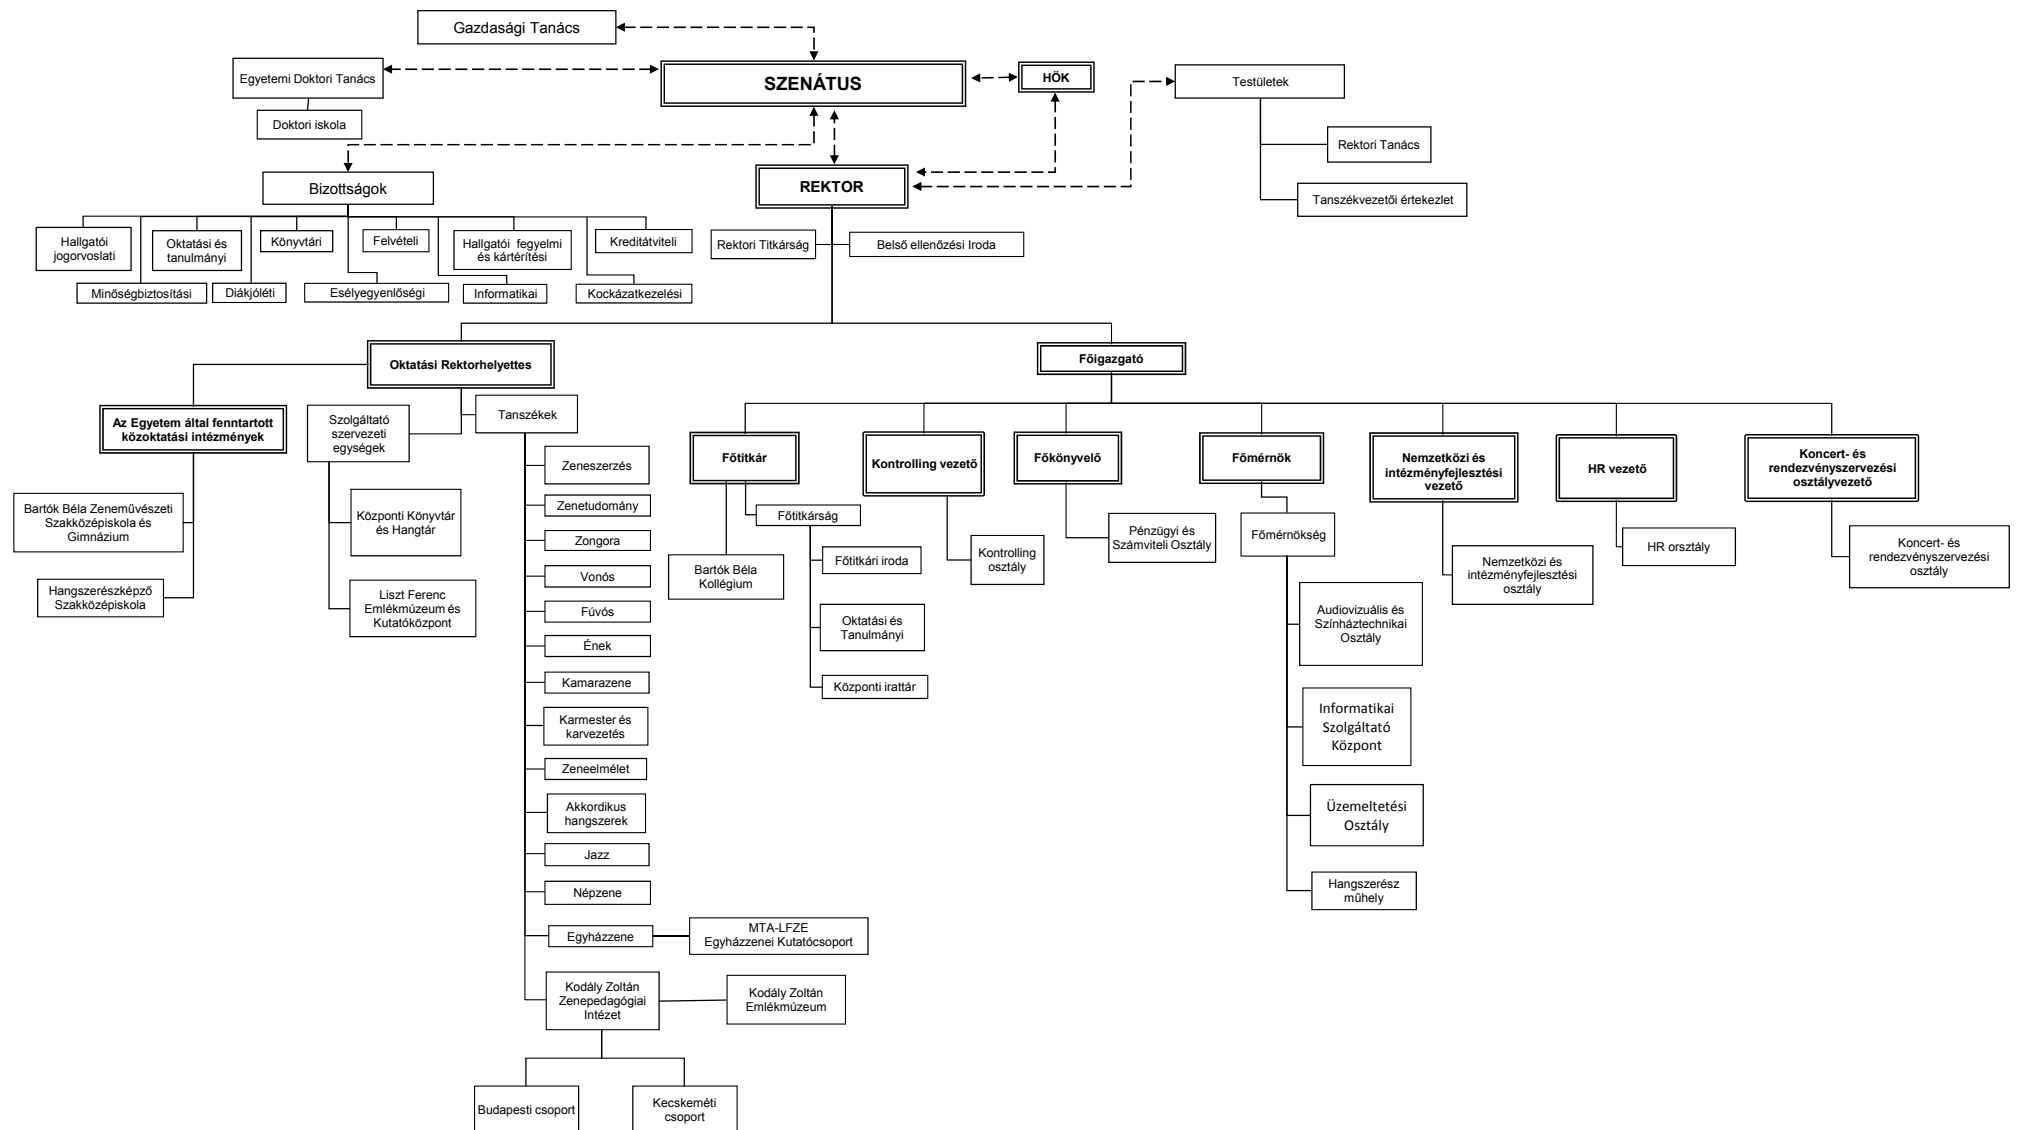 Gazdasági Tanács
Egyetemi Doktori Tanács
SZENÁTUS
HÖK
Testületek
Doktori iskola
Rektori Tanács
Bizottságok
REKTOR
Tanszékvezetői értekezlet
Hallgatói
jogorvoslati
Oktatási és
tanulmányi
Könyvtári
Felvételi
Hallgatói fegyelmi
és kártérítési
Kreditátviteli
Rektori Titkárság
Belső ellenőzési Iroda
Minőségbiztosítási
Diákjóléti
Esélyegyenlőségi
Informatikai
Kockázatkezelési
Oktatási Rektorhelyettes
Főigazgató
Az Egyetem által fenntartott
közoktatási intézmények
Szolgáltató
szervezeti
egységek
Tanszékek
Főtitkár
Kontrolling vezető
Főkönyvelő
Főmérnök
Nemzetközi és
intézményfejlesztési
vezető
HR vezető
Koncert- és
rendezvényszervezési
osztályvezető
Bartók Béla Zeneművészeti
Szakközépiskola és
Gimnázium
Hangszerészképző
Szakközépiskola
Központi Könyvtár
és Hangtár
Liszt Ferenc
Emlékmúzeum és
Kutatóközpont
Zeneszerzés
Zenetudomány
Zongora
Vonós
Fúvós
Ének
Kamarazene
Karmester és
karvezetés
Zeneelmélet
Akkordikus
hangszerek
Jazz
Népzene
Egyházzene
MTA-LFZE
Egyházzenei Kutatócsoport
Kodály Zoltán
Zenepedagógiai
Intézet
Kodály Zoltán
Emlékmúzeum
Budapesti csoport
Kecskeméti
csoport
Bartók Béla
Kollégium
Főtitkárság
Főtitkári iroda
Oktatási és
Tanulmányi
Központi irattár
Kontrolling
osztály
Pénzügyi és
Számviteli Osztály
Főmérnökség
Audiovizuális és
Színháztechnikai
Osztály
Informatikai
Szolgáltató
Központ
Üzemeltetési
Osztály
Hangszerész
műhely
Nemzetközi és
intézményfejlesztési
osztály
HR orsztály
Koncert- és
rendezvényszervezési
osztály